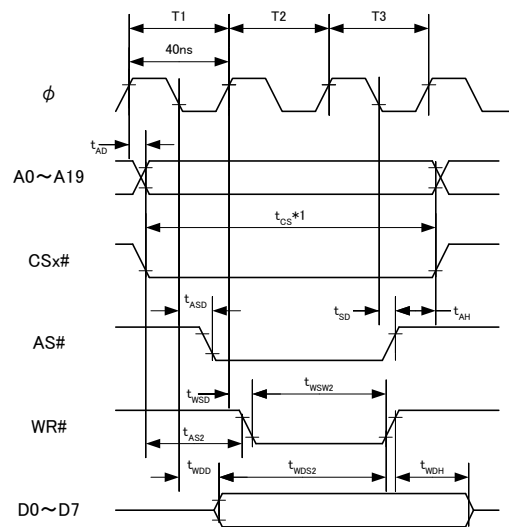 T1 T2 T3
40ns
φ
tAD
A0～A19
tCS*1
CSx#
tASD tSD tAH
AS#
tWSD tWSW2
WR#
tAS2
tWDD tWDS2 tWDH
D0～D7